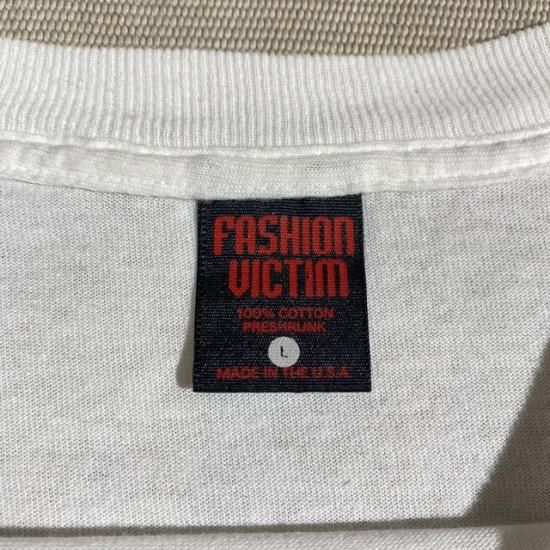 FASHION
VICTIM
100% COTTON
PRESHRUNK
L
MADE IN THE U.S.A.